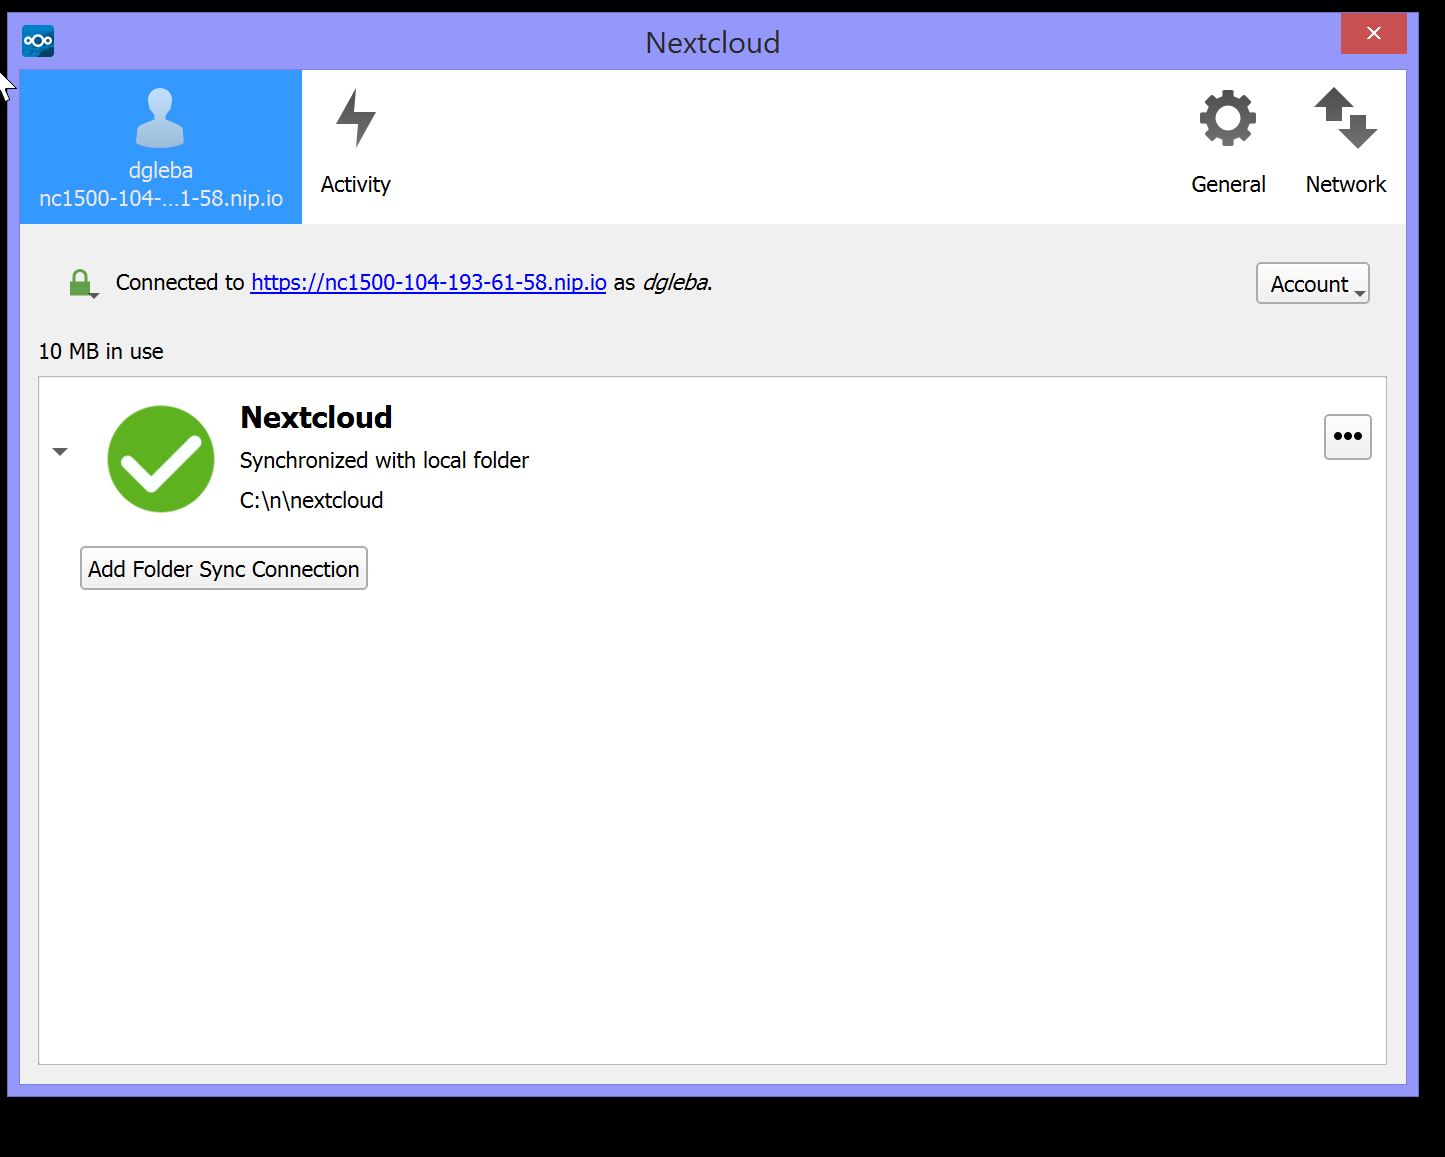 Nextcloud
dgleba
nc1500-104-...1-58.nip.io
Activity
General
Network
Connected to https://nc1500-104-193-61-58.nip.io as dgleba.
Account
10 MB in use
Nextcloud
Synchronized with local folder
C:\n\nextcloud
Add Folder Sync Connection